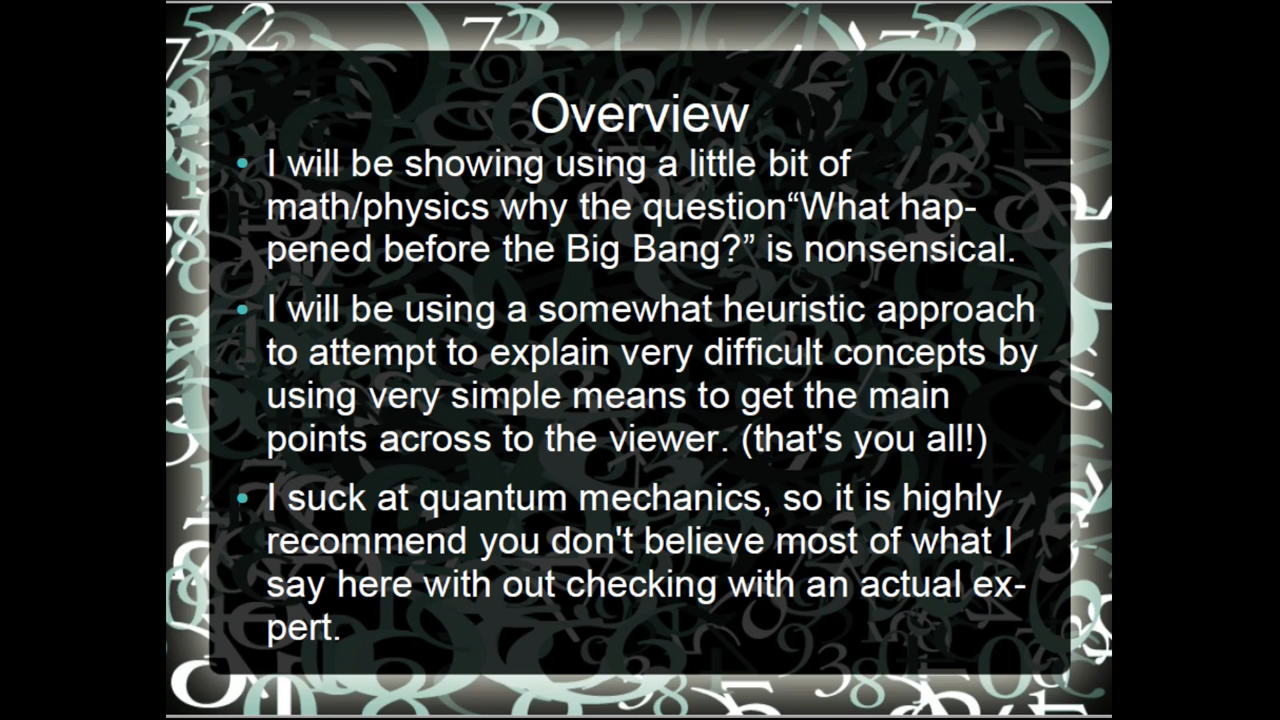 Overview
I will be showing using a little bit of
math/physics why the question“What hap-
pened before the Big Bang?” is nonsensical.
I will be using a somewhat heuristic approach
to attempt to explain very difficult concepts by
using very simple means to get the main
points across to the viewer. (that's you all!)
I suck at quantum mechanics, so it is highly
recommend you don't believe most of what I
say here with out checking with an actual ex-
pert.